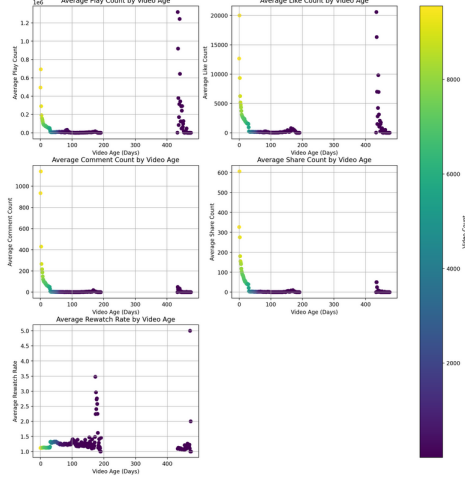 Average Play Count by Video Age
1e6
Average Play Count
1.2
1.0
0.8
0.6
0.4
0.2
0.0
0 100 200 300 400
Video Age (Days)
Average Like Count by Video Age
Average Like Count
20000
15000
10000
5000
0
0 100 200 300 400
Video Age (Days)
Average Comment Count by Video Age
Average Comment Count
1000
800
600
400
200
0
0 100 200 300 400
Video Age (Days)
Average Share Count by Video Age
Average Share Count
600
500
400
300
200
100
0
0 100 200 300 400
Video Age (Days)
Average Rewatch Rate by Video Age
Average Rewatch Rate
5.0
4.5
4.0
3.5
3.0
2.5
2.0
1.5
1.0
0 100 200 300 400
Video Age (Days)
8000
6000
4000
2000
Video Count